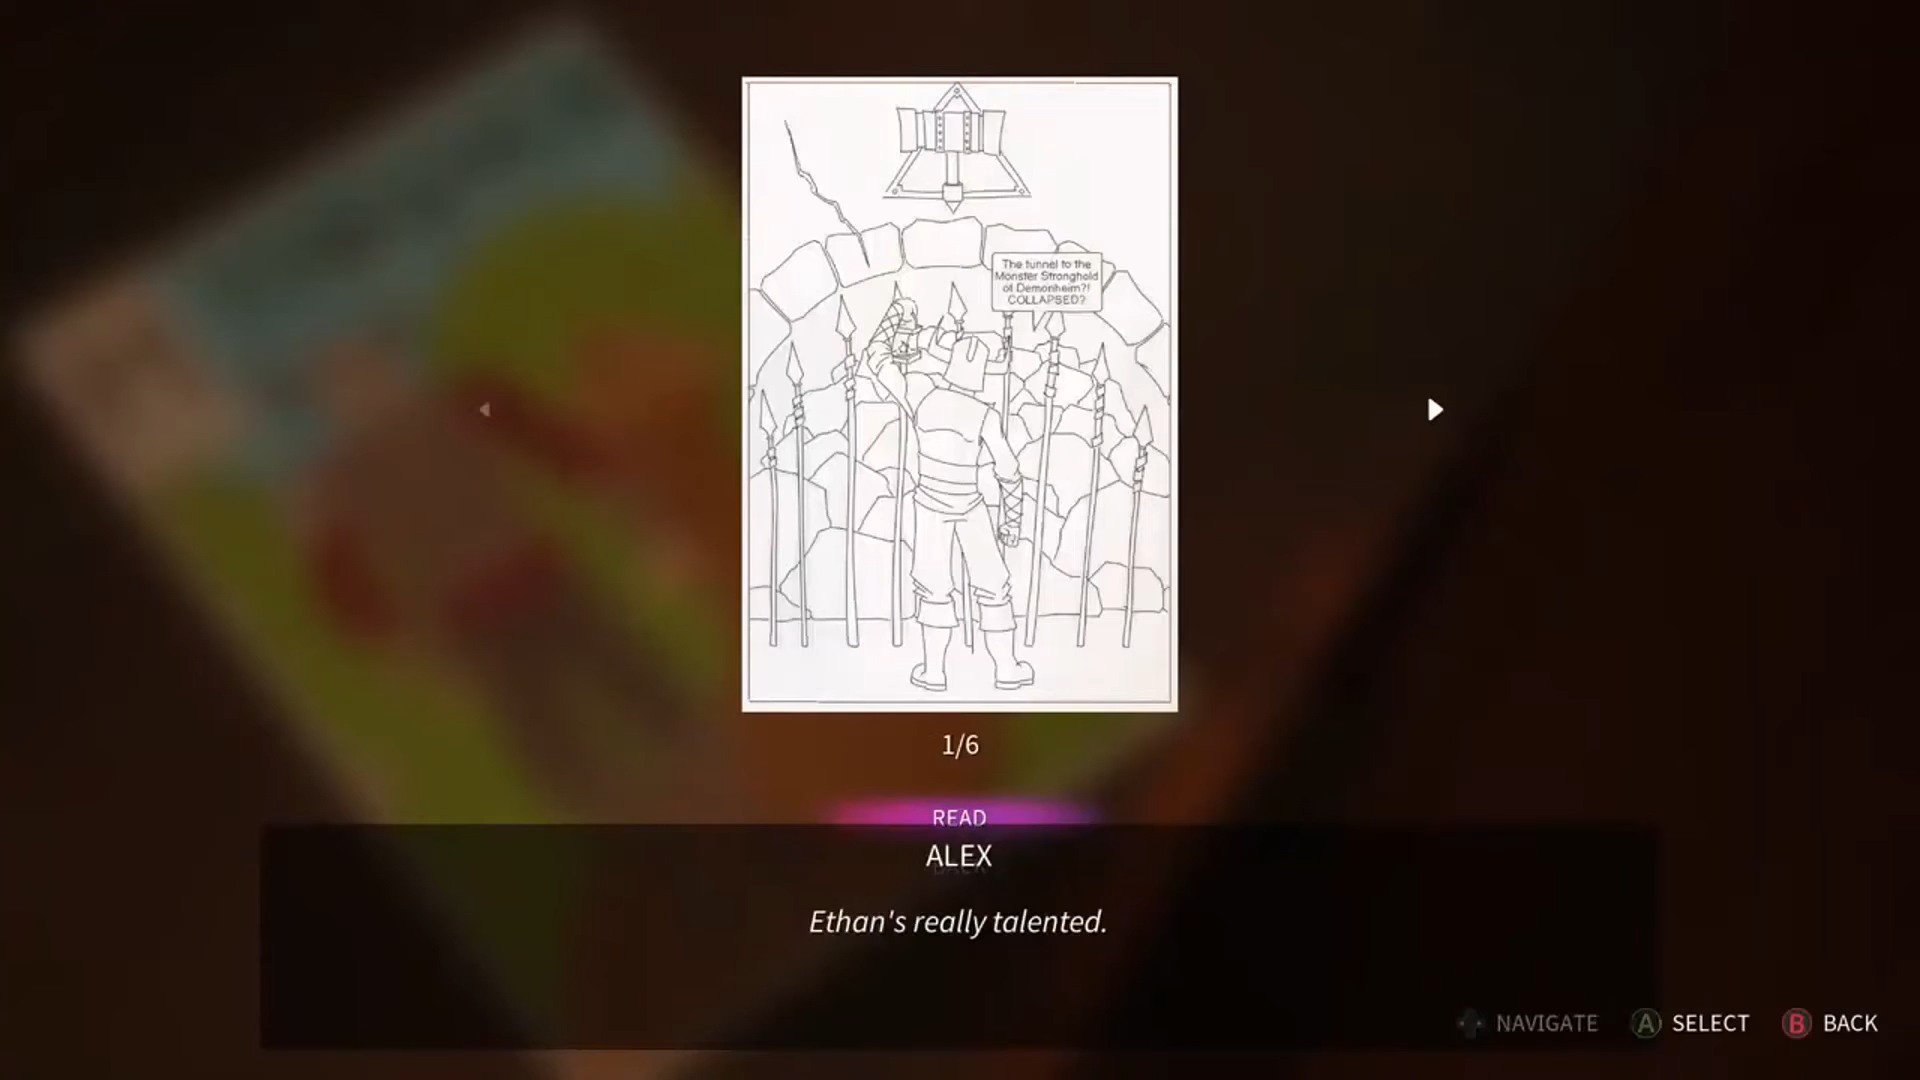 The tunnel to the
Monster Stronghold
of Demonheim?!
COLLAPSED?
1/6
READ
ALEX
Ethan's really talented.
NAVIGATE
A SELECT
B BACK